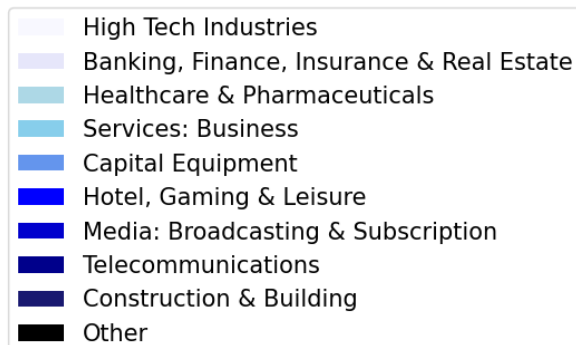 High Tech Industries
Banking, Finance, Insurance & Real Estate
Healthcare & Pharmaceuticals
Services: Business
Capital Equipment
Hotel, Gaming & Leisure
Media: Broadcasting & Subscription
Telecommunications
Construction & Building
Other